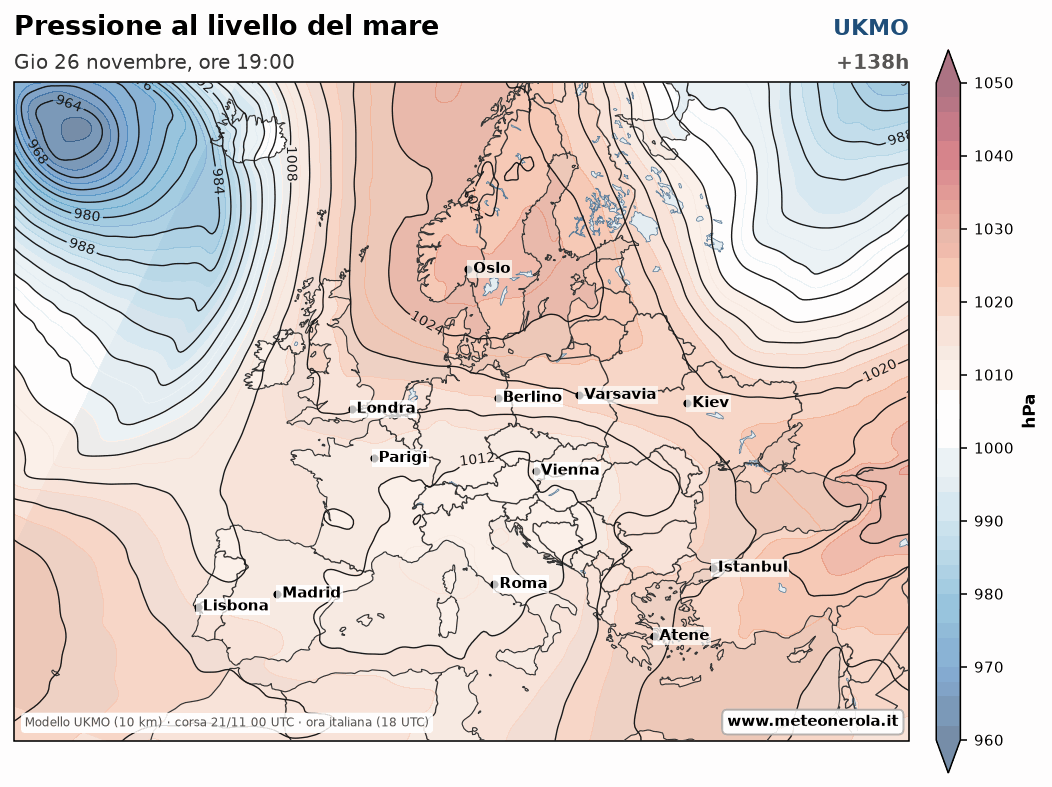 Pressione al livello del mare
UKMO
Gio 26 novembre, ore 19:00
+138h
964
968
980
984
988
1008
988
1024
1020
1012
Oslo
Londra
Berlino
Varsavia
Kiev
Parigi
Vienna
Madrid
Lisbona
Roma
Istanbul
Atene
Modello UKMO (10 km) · corsa 21/11 00 UTC · ora italiana (18 UTC)
www.meteonerola.it
1050
1040
1030
1020
1010
1000
990
980
970
960
hPa